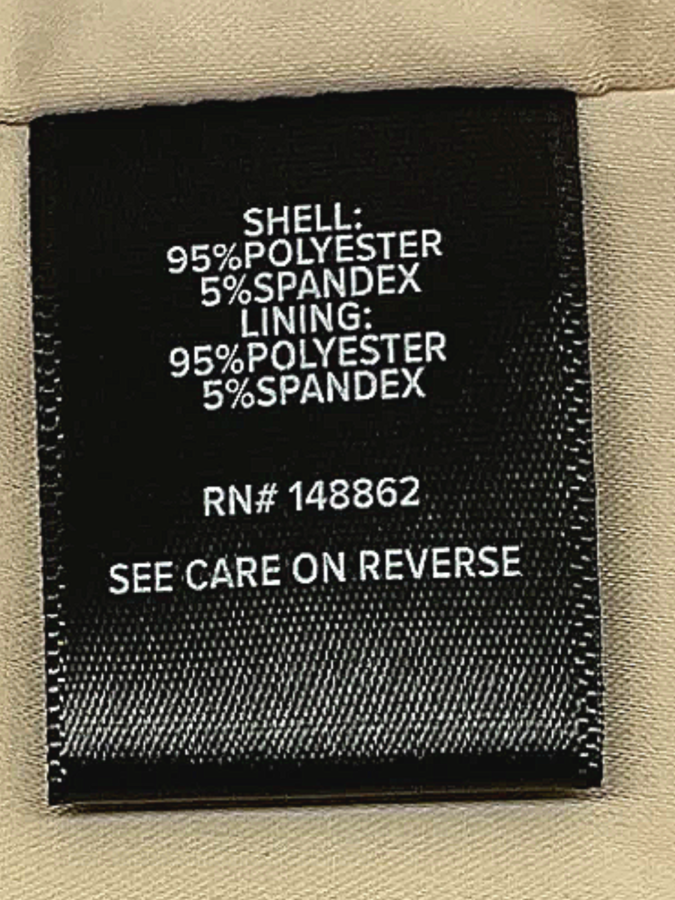 SHELL:
95%POLYESTER
5%SPANDEX
LINING:
95%POLYESTER
5%SPANDEX
RN# 148862
SEE CARE ON REVERSE